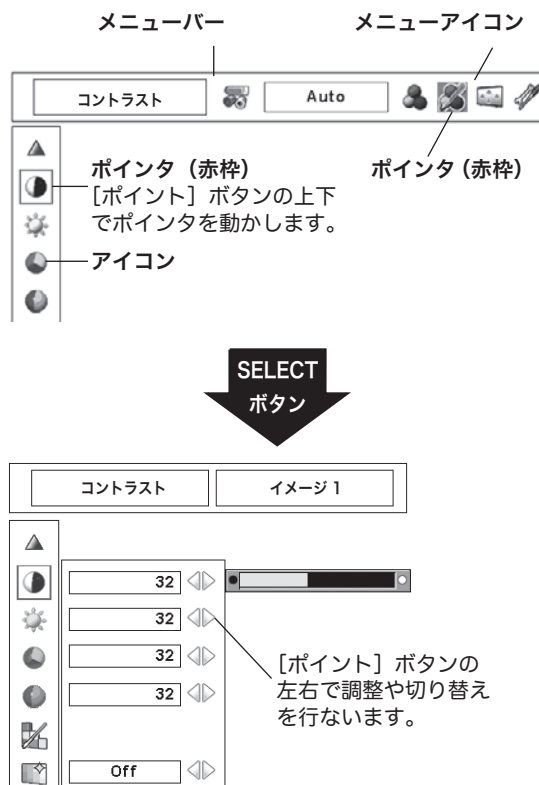 メニューバー
メニューアイコン
コントラスト
Auto
ポインタ（赤枠）
［ポイント］ボタンの上下
でポインタを動かします。
ポインタ（赤枠）
アイコン
SELECT
ボタン
コントラスト
イメージ 1
32
32
32
32
［ポイント］ボタンの
左右で調整や切り替え
を行ないます。
Off